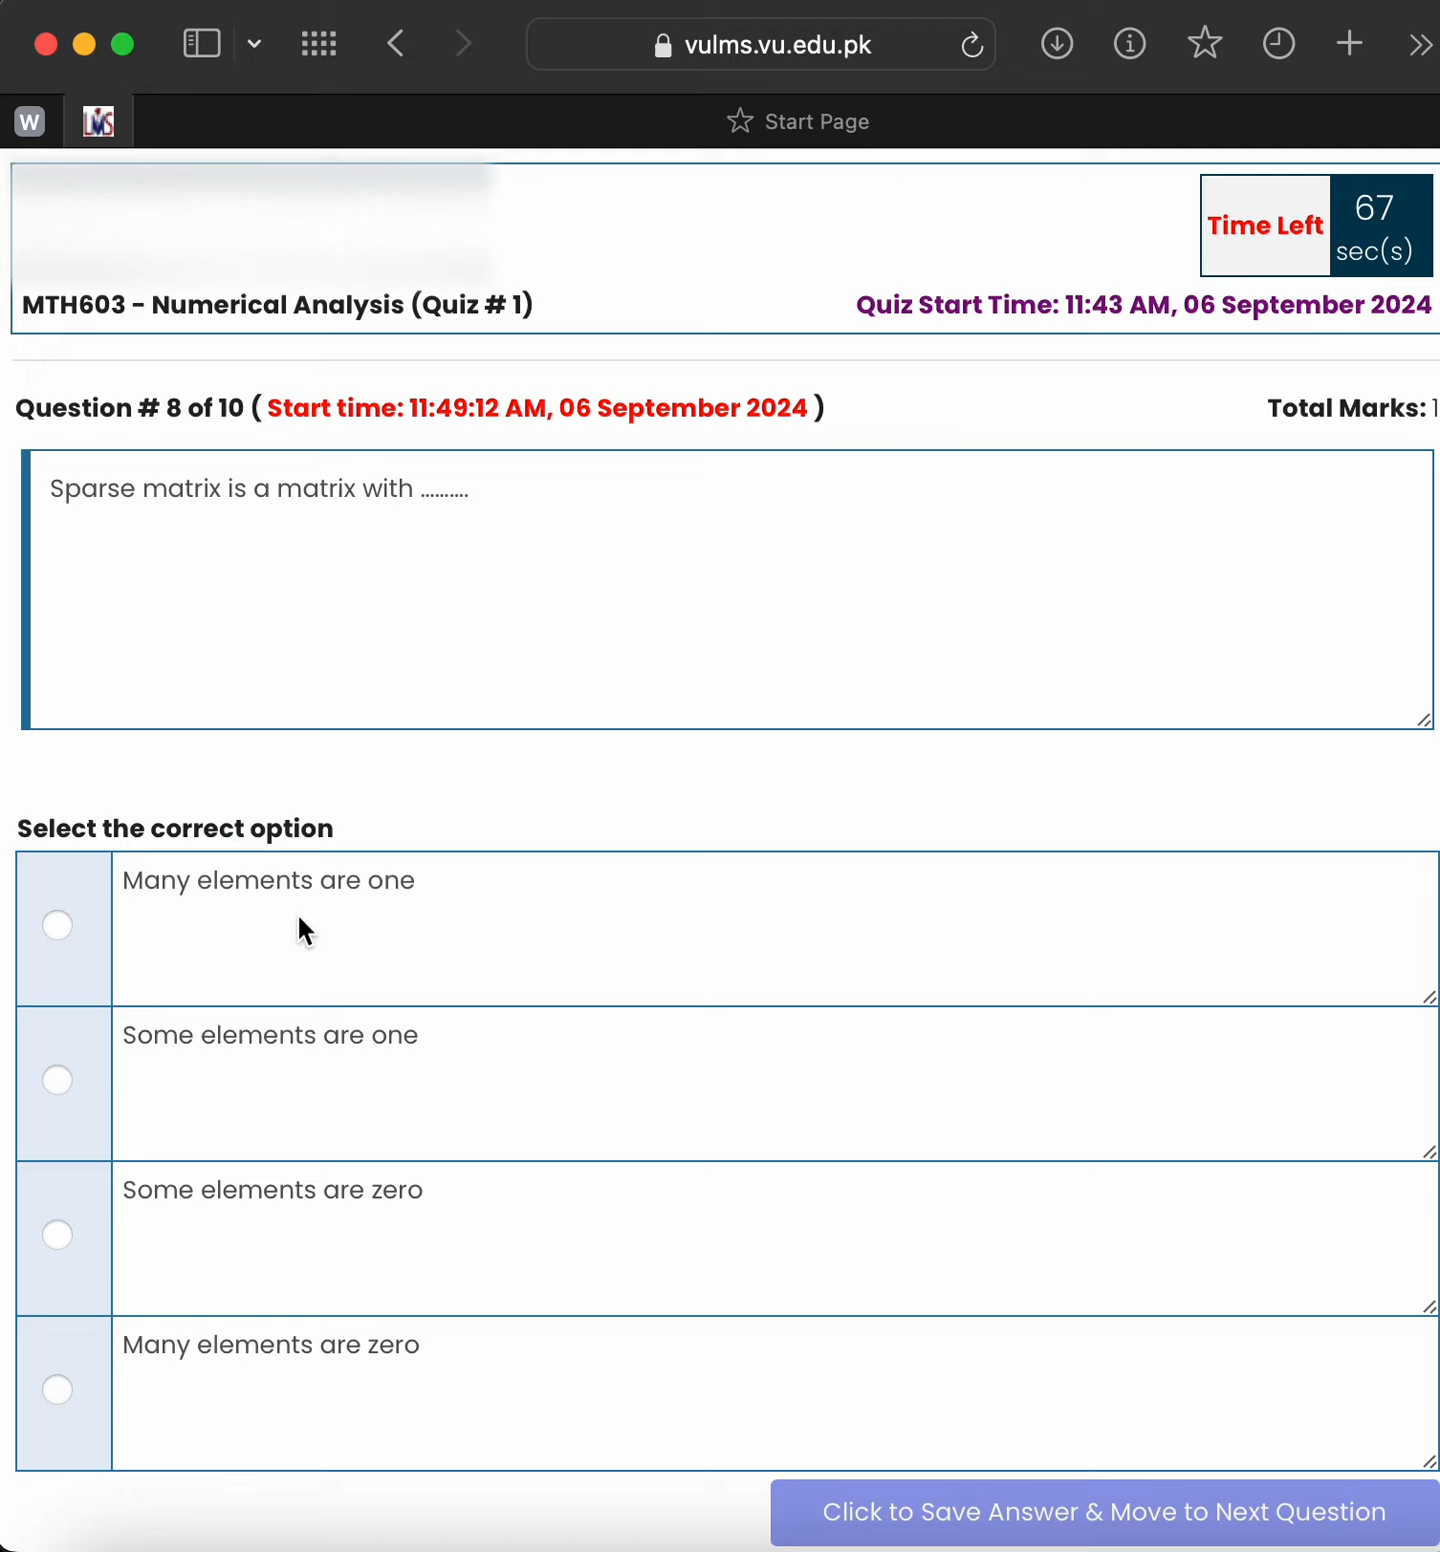 vulms.vu.edu.pk
W
LMS
Start Page
Time Left
67
sec(s)
MTH603 - Numerical Analysis (Quiz # 1)
Quiz Start Time: 11:43 AM, 06 September 2024
Question # 8 of 10 ( Start time: 11:49:12 AM, 06 September 2024 )
Total Marks: 1
Sparse matrix is a matrix with ..........
Select the correct option
Many elements are one
Some elements are one
Some elements are zero
Many elements are zero
Click to Save Answer & Move to Next Question